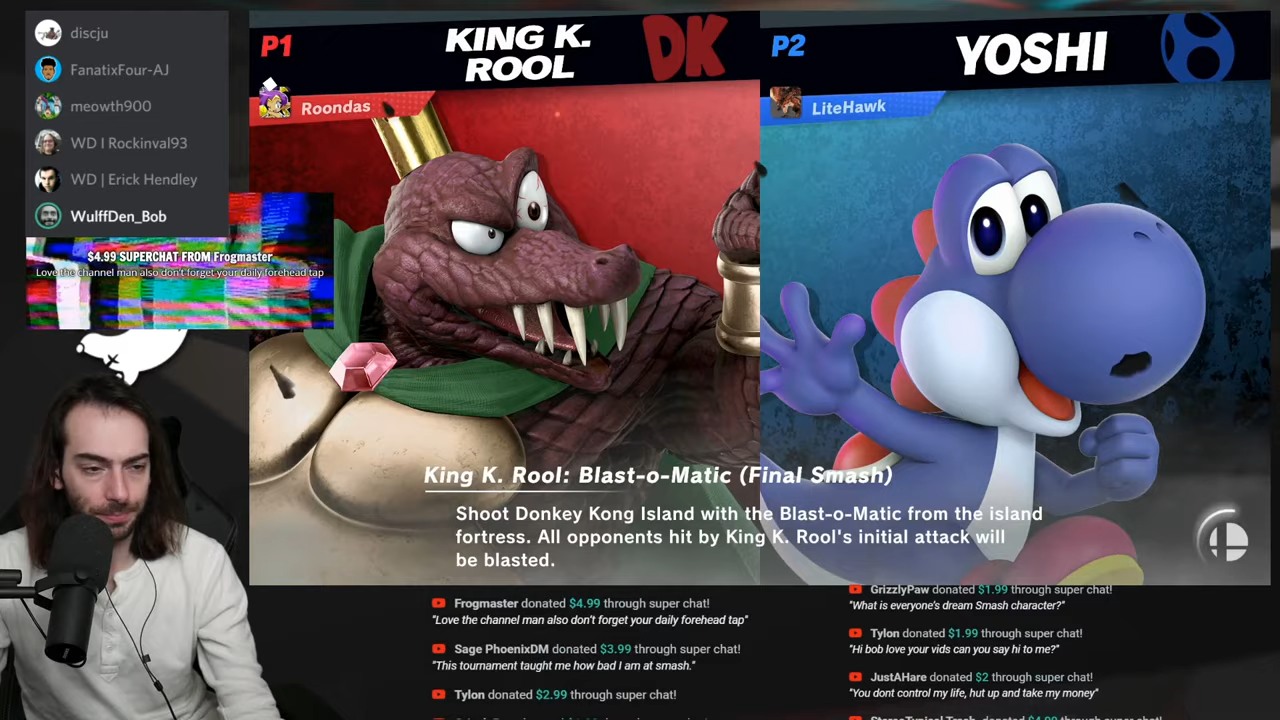 discju
FanatixFour-AJ
meowth900
WD I Rockinval93
WD | Erick Hendley
WulffDen_Bob
$4.99 SUPERCHAT FROM Frogmaster
Love the channel man also don't forget your daily forehead tap
P1
KING K.
ROOL
DK
Roondas
P2
YOSHI
LiteHawk
King K. Rool: Blast-o-Matic (Final Smash)
Shoot Donkey Kong Island with the Blast-o-Matic from the island
fortress. All opponents hit by King K. Rool's initial attack will
be blasted.
Frogmaster donated $4.99 through super chat!
"Love the channel man also don't forget your daily forehead tap"
Sage PhoenixDM donated $3.99 through super chat!
"This tournament taught me how bad I am at smash."
Tylon donated $2.99 through super chat!
GrizzlyPaw donated $1.99 through super chat!
"What is everyone's dream Smash character?"
Tylon donated $1.99 through super chat!
"Hi bob love your vids can you say hi to me?"
JustAHare donated $2 through super chat!
"You dont control my life, hut up and take my money"